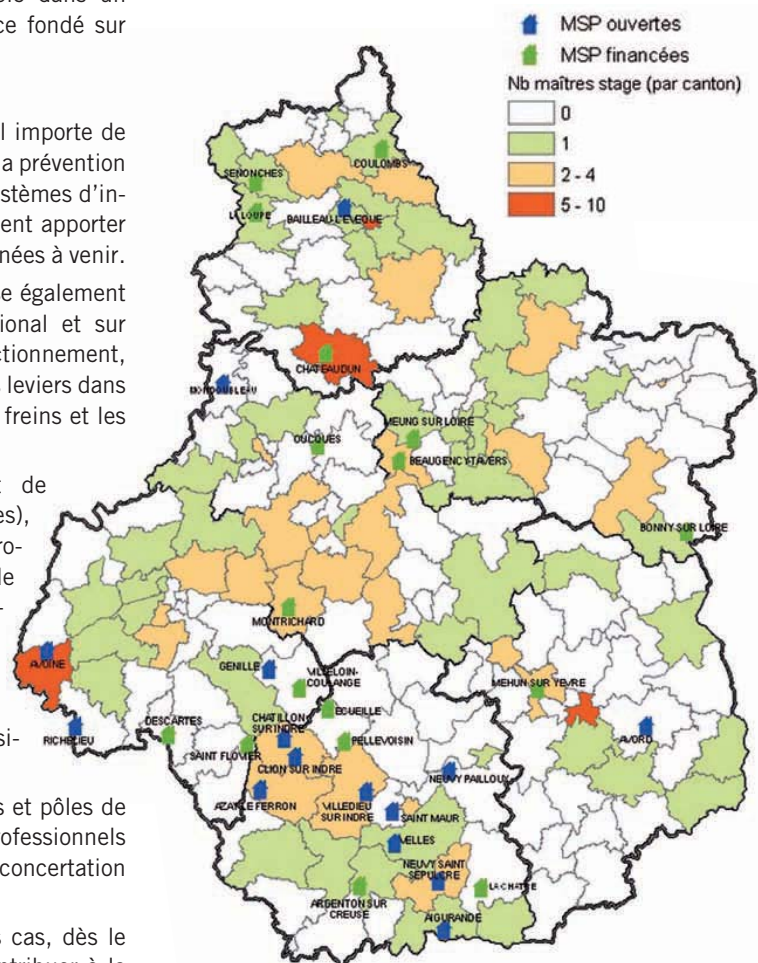 ce fondé sur
l importe de
a prévention
stèmes d'in-
ent apporter
nées à venir.
se également
ional et sur
ctionnement,
s leviers dans
freins et les
de
es),
ro-
de
-
si-
s et pôles de
rofessionnels
concertation
s cas, dès le
MSP ouvertes
MSP financées
Nb maîtres stage (par canton)
0
1
2 - 4
5 - 10
COULOMBS
SENONCHES
LA LOUPE
BAILLEAU L'EVEQUE
CHATEAUDUN
MONDOUBLEAU
OUCQUES
MEUNG SUR LOIRE
BEAUGENCY-TAVERS
BONNY SUR LOIRE
MONTRICHARD
AVOINE
GENILLE
VILLELOIN-
COULANGE
MEHUN SUR YEVRE
RICHELIEU
DESCARTES
ECUEILLE
CHATILLON
SUR INDRE
SAINT FLOVIER
PELLEVOISIN
AVORD
CLION SUR INDRE
NEUVY PAILLOUX
AZAY LE FERRON
VILLEDIEU
SUR INDRE
SAINT MAUR
VELLES
NEUVY SAINT
SEPULCRE
LA CHATRE
ARGENTON SUR
CREUSE
AIGURANDE